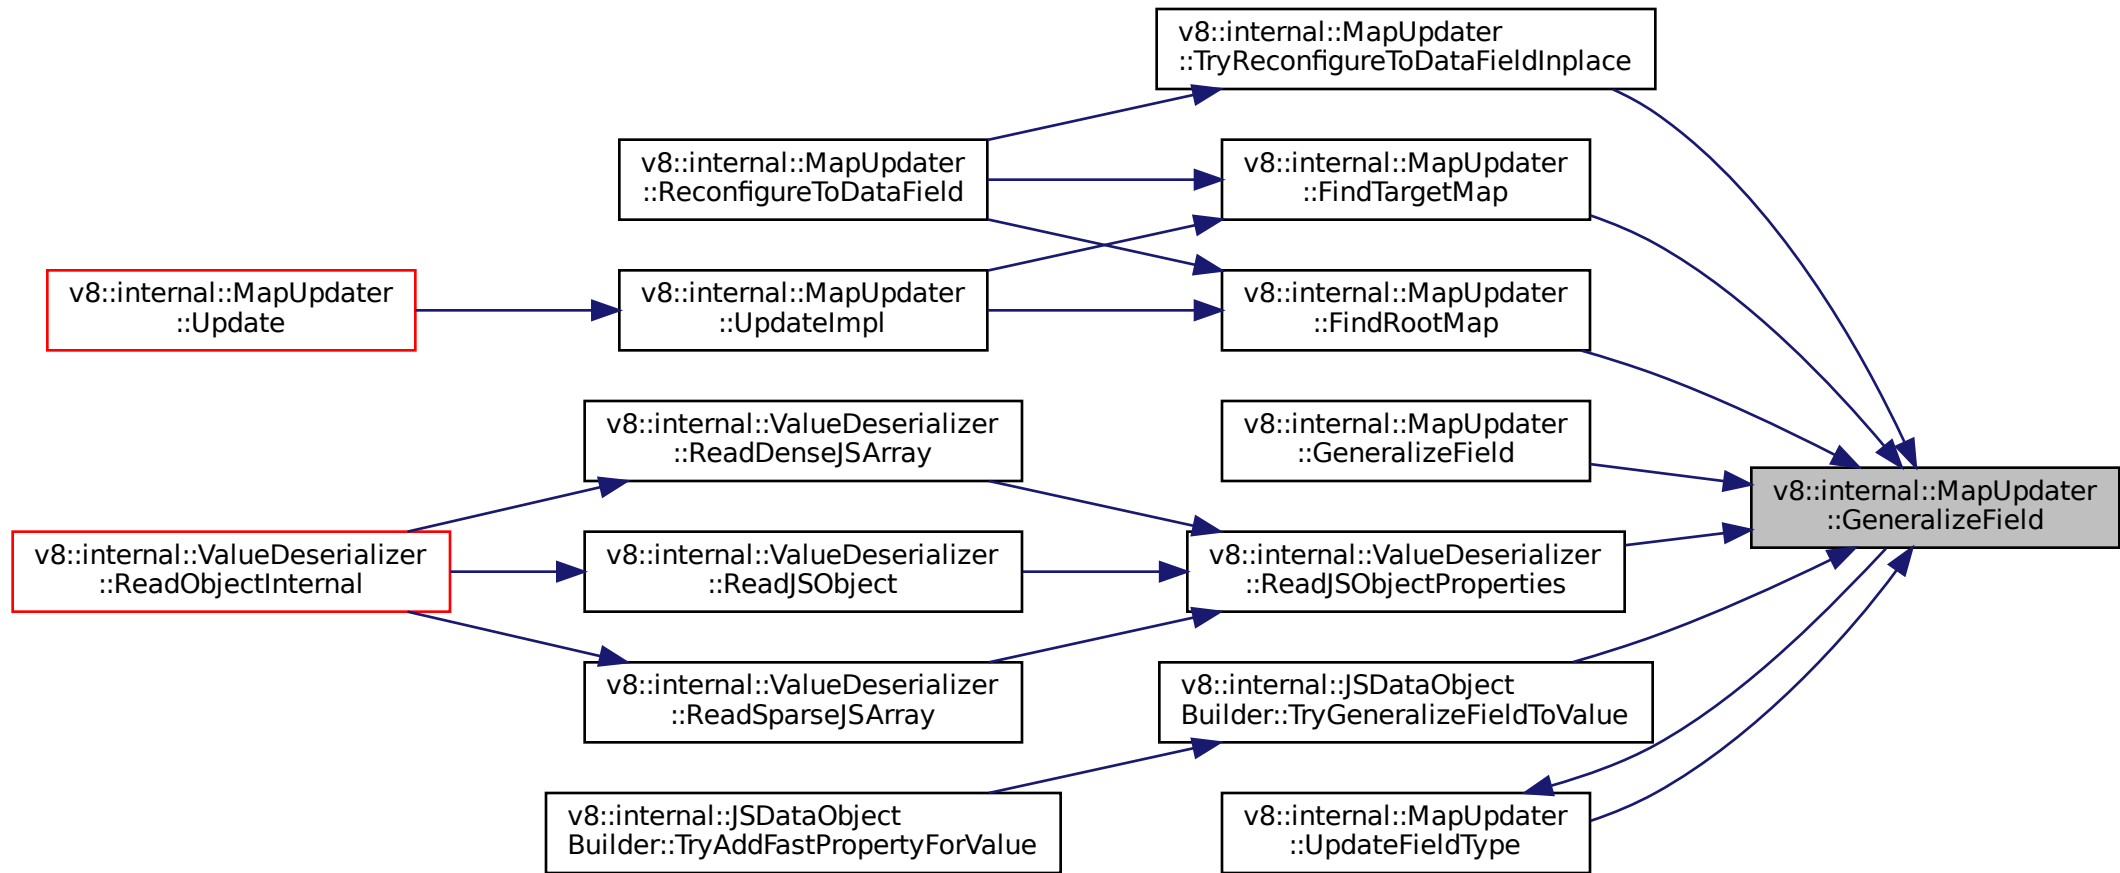 v8::internal::MapUpdater
::TryReconfigureToDataFieldInplace
v8::internal::MapUpdater
::ReconfigureToDataField
v8::internal::MapUpdater
::FindTargetMap
v8::internal::MapUpdater
::Update
v8::internal::MapUpdater
::UpdateImpl
v8::internal::MapUpdater
::FindRootMap
v8::internal::ValueDeserializer
::ReadDenseJSArray
v8::internal::MapUpdater
::GeneralizeField
v8::internal::MapUpdater
::GeneralizeField
v8::internal::ValueDeserializer
::ReadObjectInternal
v8::internal::ValueDeserializer
::ReadJSObject
v8::internal::ValueDeserializer
::ReadJSObjectProperties
v8::internal::ValueDeserializer
::ReadSparseJSArray
v8::internal::JSDataObject
Builder::TryGeneralizeFieldToValue
v8::internal::JSDataObject
Builder::TryAddFastPropertyForValue
v8::internal::MapUpdater
::UpdateFieldType